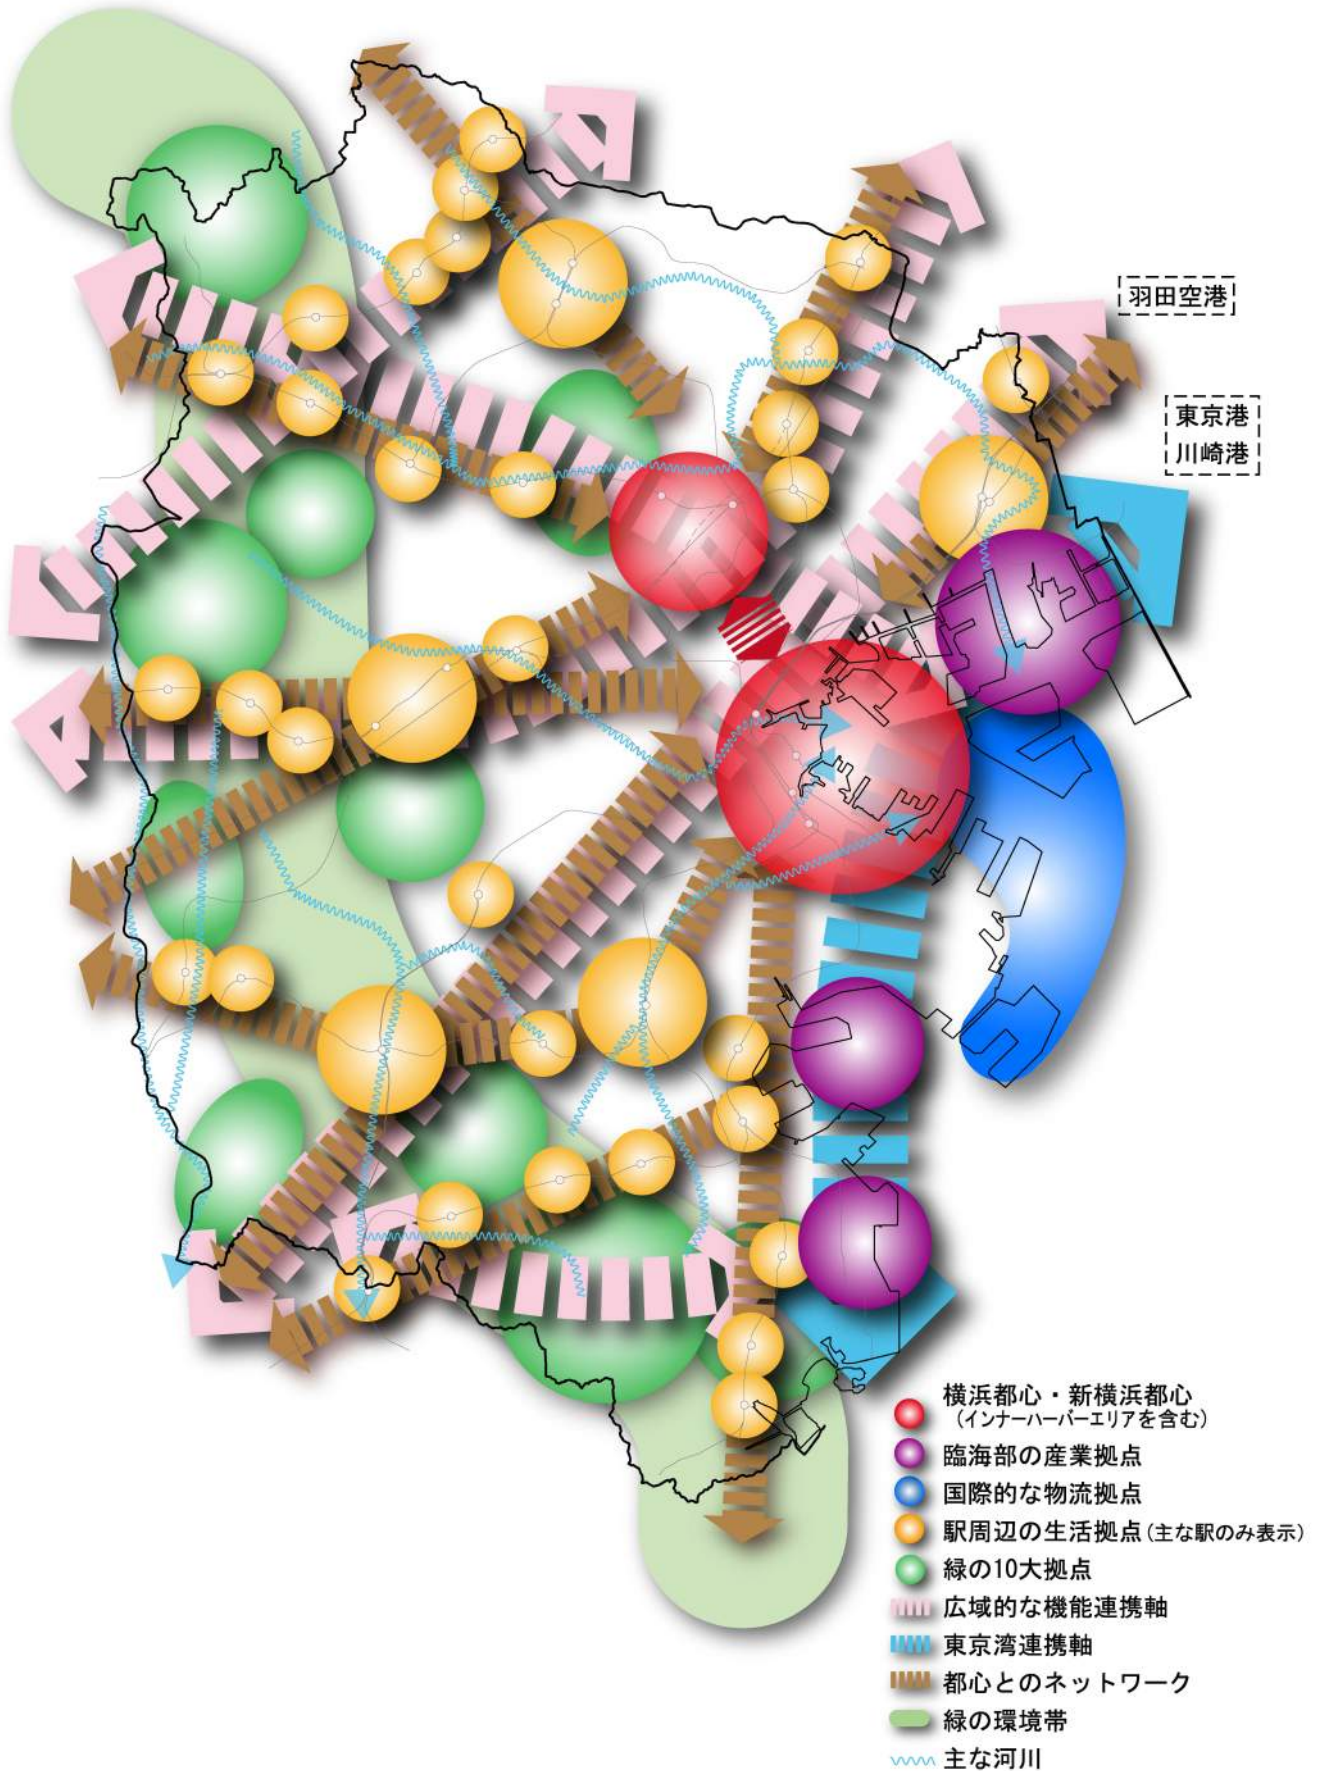 羽田空港
東京港
川崎港
横浜都心・新横浜都心
（インナーハーバーエリアを含む）
臨海部の産業拠点
国際的な物流拠点
駅周辺の生活拠点（主な駅のみ表示）
緑の10大拠点
広域的な機能連携軸
東京湾連携軸
都心とのネットワーク
緑の環境帯
主な河川